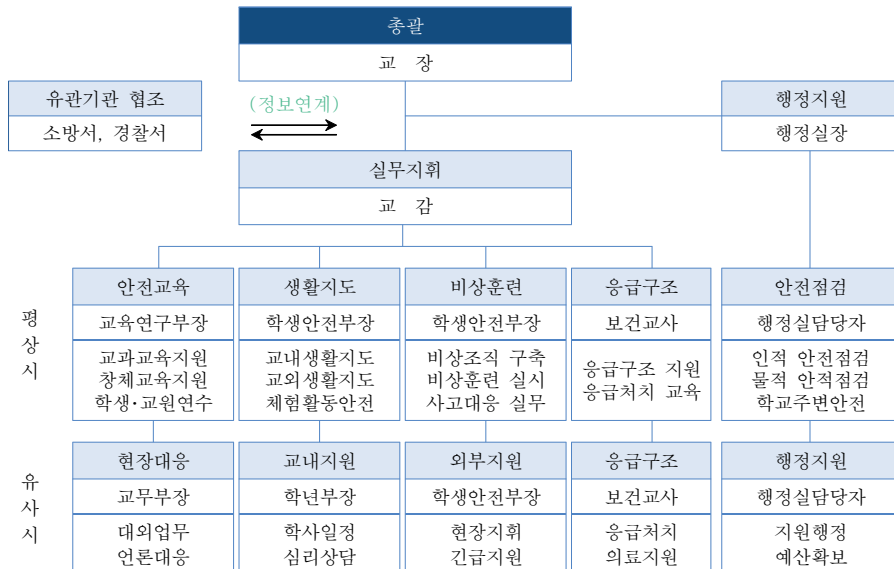 총괄
교 장
유관기관 협조
소방서, 경찰서
(정보연계)
행정지원
행정실장
실무지휘
교 감
평상시
안전교육
교육연구부장
교과교육지원
창체교육지원
학생·교원연수
생활지도
학생안전부장
교내생활지도
교외생활지도
체험활동안전
비상훈련
학생안전부장
비상조직 구축
비상훈련 실시
사고대응 실무
응급구조
보건교사
응급구조 지원
응급처치 교육
안전점검
행정실담당자
인적 안전점검
물적 안적점검
학교주변안전
유사시
현장대응
교무부장
대외업무
언론대응
교내지원
학년부장
학사일정
심리상담
외부지원
학생안전부장
현장지휘
긴급지원
응급구조
보건교사
응급처치
의료지원
행정지원
행정실담당자
지원행정
예산확보